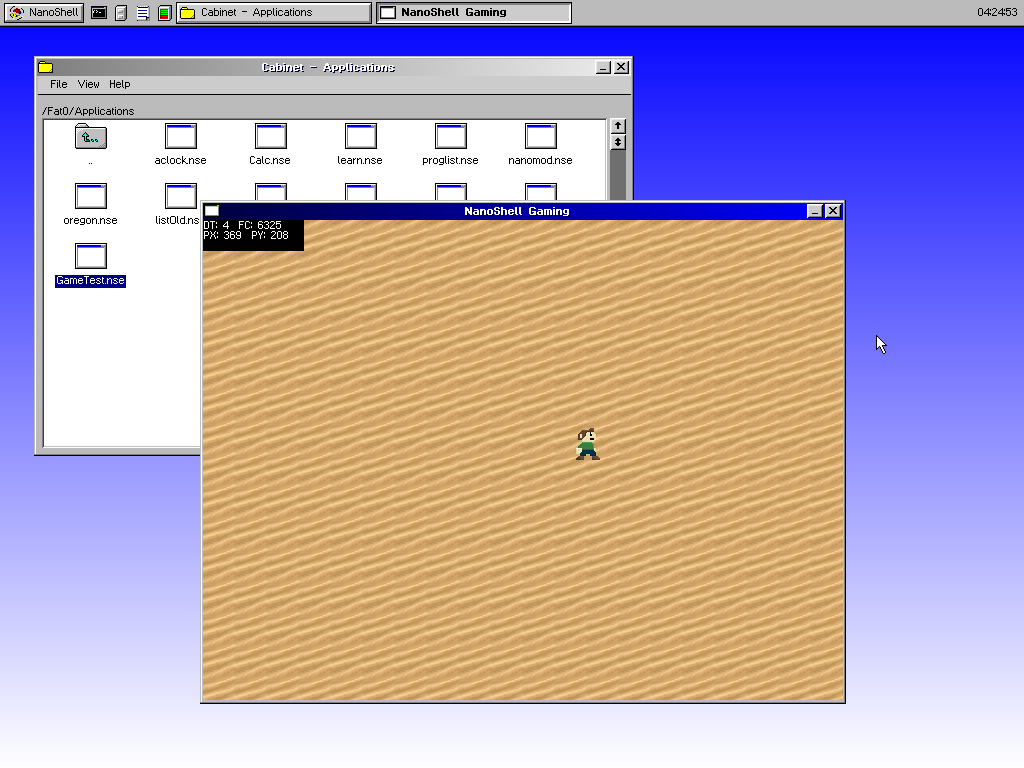 NanoShell
Cabinet - Applications
NanoShell Gaming
042453
Cabinet - Applications
File View Help
/Fat0/Applications
..
aclock.nse
Calc.nse
learn.nse
proglist.nse
nanomod.nse
oregon.nse
listOld.ns
GameTest.nse
NanoShell Gaming
DT: 4 FC: 6325
PX: 369 PY: 208